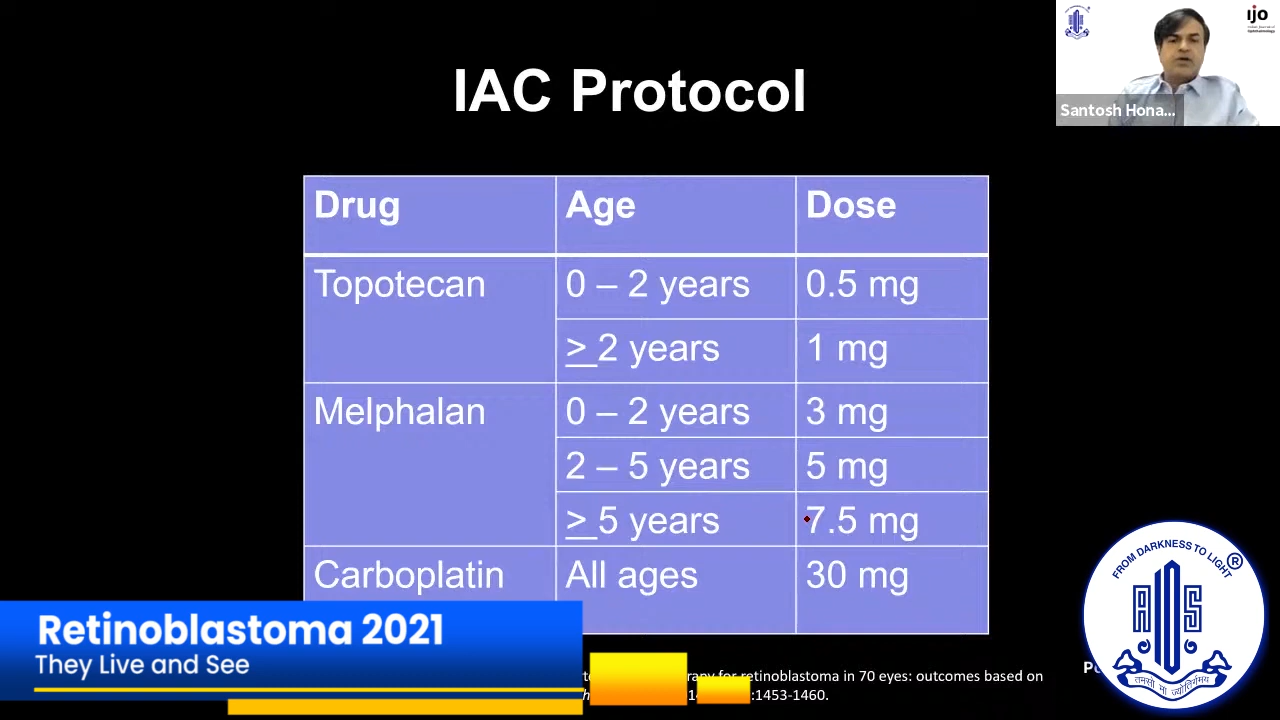 IAC Protocol
ijo
Santosh Hona...
Drug Age Dose
Topotecan 0 – 2 years 0.5 mg
> 2 years 1 mg
Melphalan 0 – 2 years 3 mg
2 – 5 years 5 mg
> 5 years 7.5 mg
Carboplatin All ages 30 mg
Retinoblastoma 2021
They Live and See
for retinoblastoma in 70 eyes: outcomes based on
:1453-1460.
FROM DARKNESS TO LIGHT
®
AIOS
तमसो मा ज्योतिर्गमय